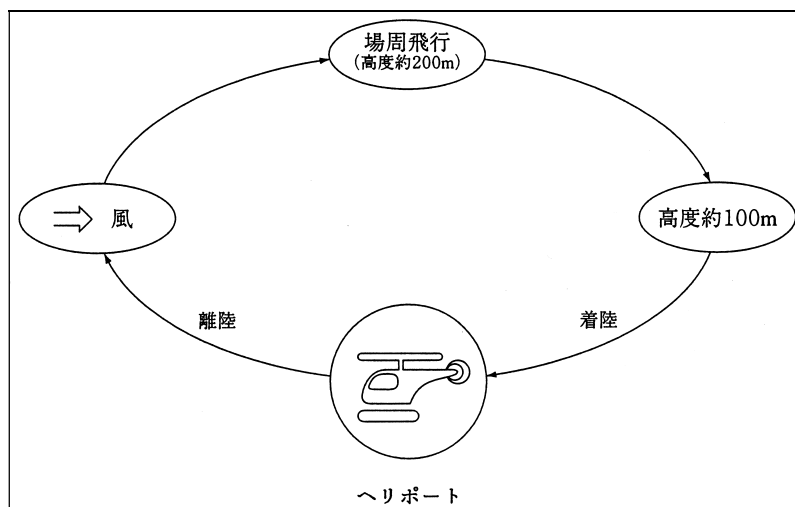 場周飛行
(高度約200m)
風
高度約100m
離陸
着陸
ヘリポート